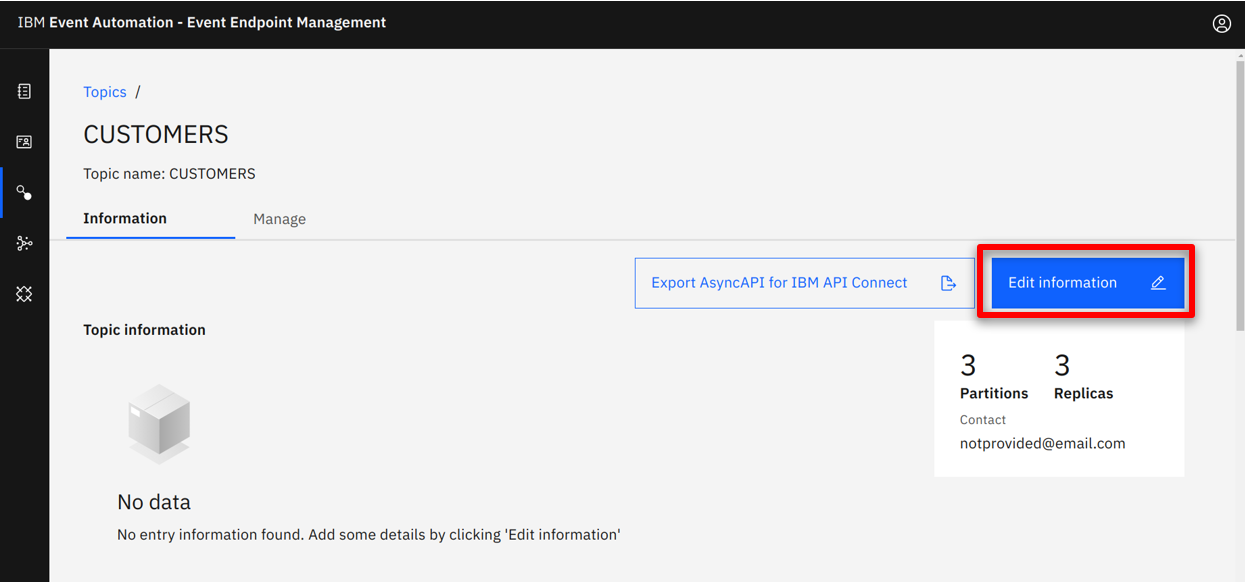 IBM Event Automation - Event Endpoint Management
Topics /
CUSTOMERS
Topic name: CUSTOMERS
Information
Manage
Export AsyncAPI for IBM API Connect
Edit information
Topic information
3
3
Partitions
Replicas
Contact
notprovided@email.com
No data
No entry information found. Add some details by clicking 'Edit information'